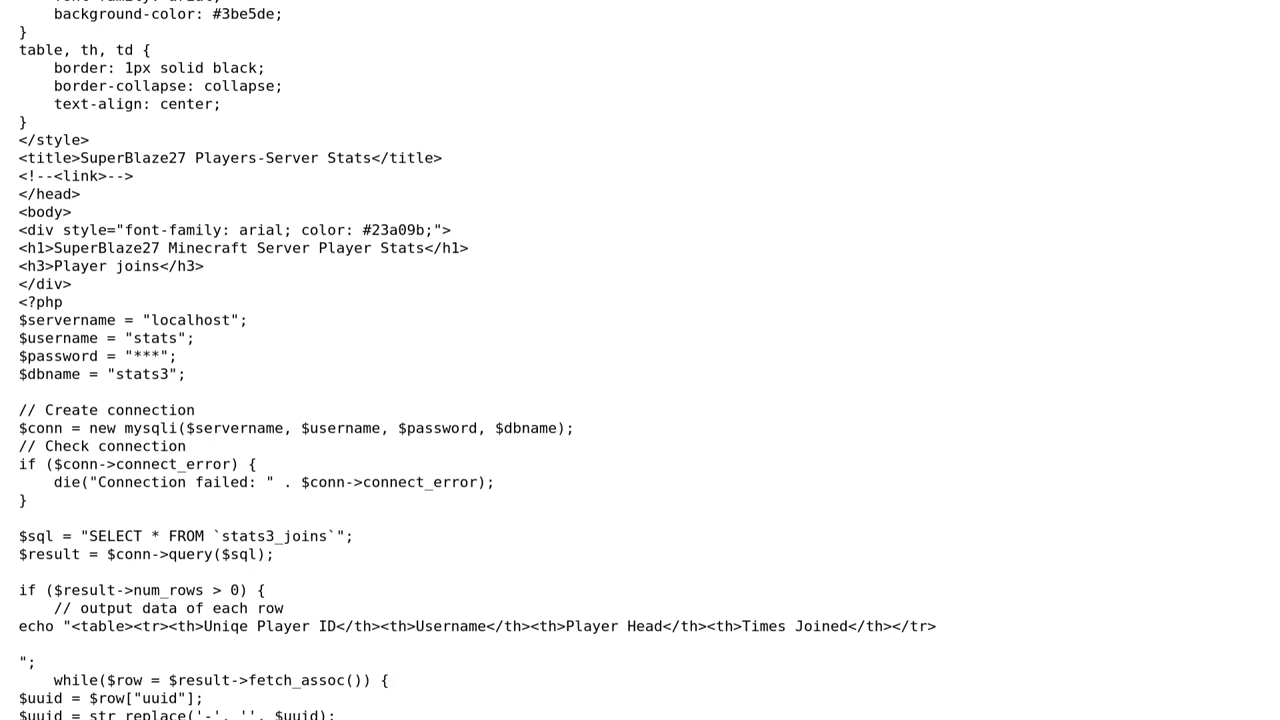 font-family: arial;
    background-color: #3be5de;
}
table, th, td {
    border: 1px solid black;
    border-collapse: collapse;
    text-align: center;
}
</style>
<title>SuperBlaze27 Players-Server Stats</title>
<!--<link>-->
</head>
<body>
<div style="font-family: arial; color: #23a09b;">
<h1>SuperBlaze27 Minecraft Server Player Stats</h1>
<h3>Player joins</h3>
</div>
<?php
$servername = "localhost";
$username = "stats";
$password = "***";
$dbname = "stats3";

// Create connection
$conn = new mysqli($servername, $username, $password, $dbname);
// Check connection
if ($conn->connect_error) {
    die("Connection failed: " . $conn->connect_error);
}

$sql = "SELECT * FROM `stats3_joins`";
$result = $conn->query($sql);

if ($result->num_rows > 0) {
    // output data of each row
echo "<table><tr><th>Uniqe Player ID</th><th>Username</th><th>Player Head</th><th>Times Joined</th></tr>

";
    while($row = $result->fetch_assoc()) {
$uuid = $row["uuid"];
$uuid = str_replace('-', '', $uuid);